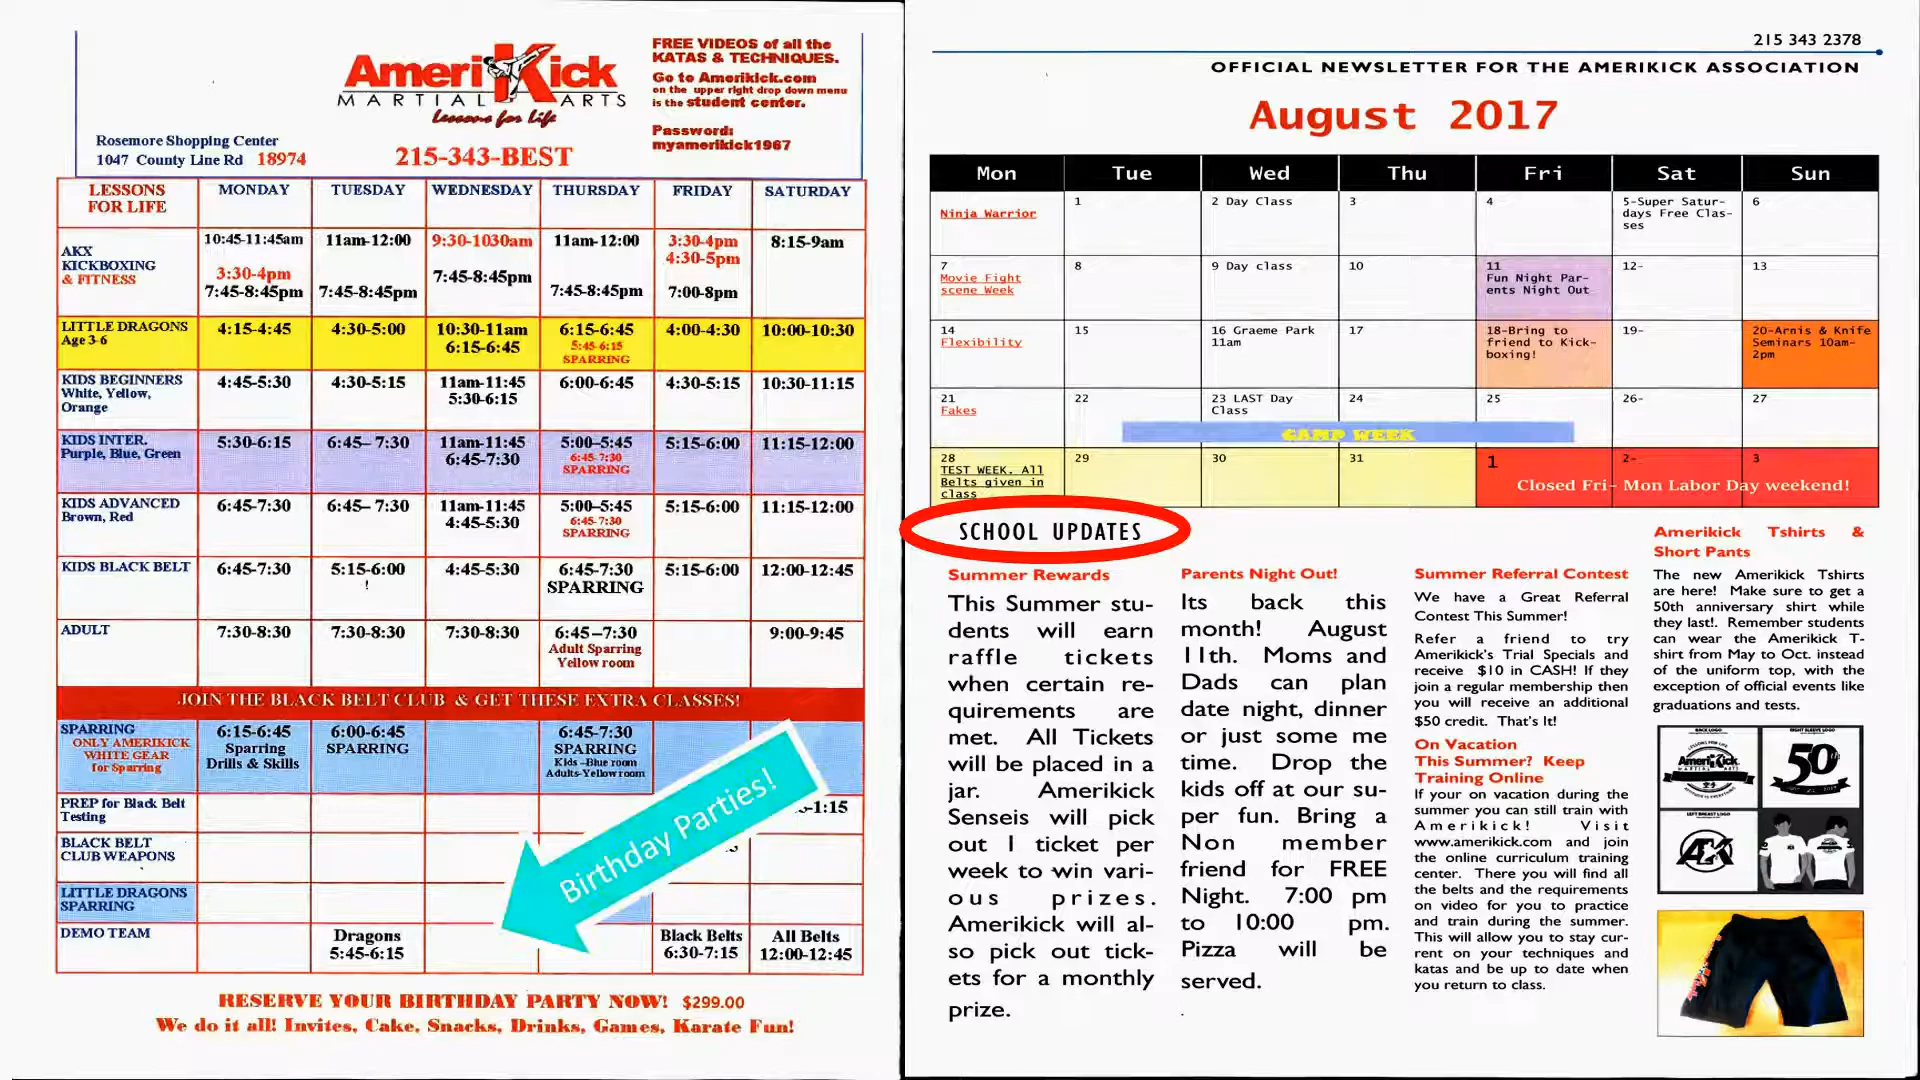 FREE VIDEOS of all the
KATAS & TECHNIQUES.
Go to Amerikick.com
on the upper right drop down menu
is the student center.
Password:
myamerikick1967
AmeriKick
MARTIAL ARTS
Lessons for Life
Rosemore Shopping Center
1047 County Line Rd 18974
215-343-BEST
LESSONS FOR LIFE MONDAY TUESDAY WEDNESDAY THURSDAY FRIDAY SATURDAY
AKX KICKBOXING & FITNESS
10:45-11:45am 11am-12:00 9:30-1030am 11am-12:00 3:30-4pm 8:15-9am
4:30-5pm
3:30-4pm 7:45-8:45pm
7:45-8:45pm 7:45-8:45pm 7:45-8:45pm 7:00-8pm
LITTLE DRAGONS 4:15-4:45 4:30-5:00 10:30-11am 6:15-6:45 4:00-4:30 10:00-10:30
Age 3-6 6:15-6:45 5:45-6:15
SPARRING
KIDS BEGINNERS 4:45-5:30 4:30-5:15 11am-11:45 6:00-6:45 4:30-5:15 10:30-11:15
White, Yellow, 5:30-6:15
Orange
KIDS INTER. 5:30-6:15 6:45– 7:30 11am-11:45 5:00–5:45 5:15-6:00 11:15-12:00
Purple, Blue, Green 6:45-7:30 6:45-7:30
SPARRING
KIDS ADVANCED 6:45-7:30 6:45– 7:30 11am-11:45 5:00–5:45 5:15-6:00 11:15-12:00
Brown, Red 4:45-5:30 6:45-7:30
SPARRING
KIDS BLACK BELT 6:45-7:30 5:15-6:00 4:45-5:30 6:45-7:30 5:15-6:00 12:00-12:45
! SPARRING
ADULT 7:30-8:30 7:30-8:30 7:30-8:30 6:45–7:30 9:00-9:45
Adult Sparring
Yellow room
JOIN THE BLACK BELT CLUB & GET THESE EXTRA CLASSES!
SPARRING 6:15-6:45 6:00-6:45 6:45-7:30
ONLY AMERIKICK Sparring SPARRING SPARRING
WHITE GEAR Drills & Skills Kids –Blue room
for Sparring Adults-Yellow room
PREP for Black Belt -1:15
Testing
BLACK BELT
CLUB WEAPONS
LITTLE DRAGONS
SPARRING
Birthday Parties!
DEMO TEAM Dragons Black Belts All Belts
5:45-6:15 6:30-7:15 12:00-12:45
RESERVE YOUR BIRTHDAY PARTY NOW! $299.00
We do it all! Invites, Cake, Snacks, Drinks, Games, Karate Fun!
215 343 2378
OFFICIAL NEWSLETTER FOR THE AMERIKICK ASSOCIATION
August 2017
Mon Tue Wed Thu Fri Sat Sun
Ninja Warrior 1 2 Day Class 3 4 5-Super Satur-
days Free Clas-
ses 6
7 8 9 Day class 10 11 12- 13
Movie Fight Fun Night Par-
scene Week ents Night Out
14 15 16 Graeme Park 17 18-Bring to 19- 20-Arnis & Knife
Flexibility 11am friend to Kick- Seminars 10am-
boxing! 2pm
21 22 23 LAST Day 24 25 26- 27
Fakes Class
CAMP WEEK
28 29 30 31 1 2- 3
TEST WEEK. All
Belts given in
class
Closed Fri- Mon Labor Day weekend!
SCHOOL UPDATES
Summer Rewards
This Summer stu-
dents will earn
raffle tickets
when certain re-
quirements are
met. All Tickets
will be placed in a
jar. Amerikick
Senseis will pick
out 1 ticket per
week to win vari-
ous prizes.
Amerikick will al-
so pick out tick-
ets for a monthly
prize.
Parents Night Out!
Its back this
month! August
11th. Moms and
Dads can plan
date night, dinner
or just some me
time. Drop the
kids off at our su-
per fun. Bring a
Non member
friend for FREE
Night. 7:00 pm
to 10:00 pm.
Pizza will be
served.
.
Summer Referral Contest
We have a Great Referral
Contest This Summer!
Refer a friend to try
Amerikick's Trial Specials and
receive $10 in CASH! If they
join a regular membership then
you will receive an additional
$50 credit. That's It!
On Vacation
This Summer? Keep
Training Online
If your on vacation during the
summer you can still train with
Amerikick! Visit
www.amerikick.com and join
the online curriculum training
center. There you will find all
the belts and the requirements
on video for you to practice
and train during the summer.
This will allow you to stay cur-
rent on your techniques and
katas and be up to date when
you return to class.
Amerikick Tshirts &
Short Pants
The new Amerikick Tshirts
are here! Make sure to get a
50th anniversary shirt while
they last!. Remember students
can wear the Amerikick T-
shirt from May to Oct. instead
of the uniform top, with the
exception of official events like
graduations and tests.
BACK LOGO
RIGHT SLEEVE LOGO
AmeriKick
50th
LEFT BREAST LOGO
AK